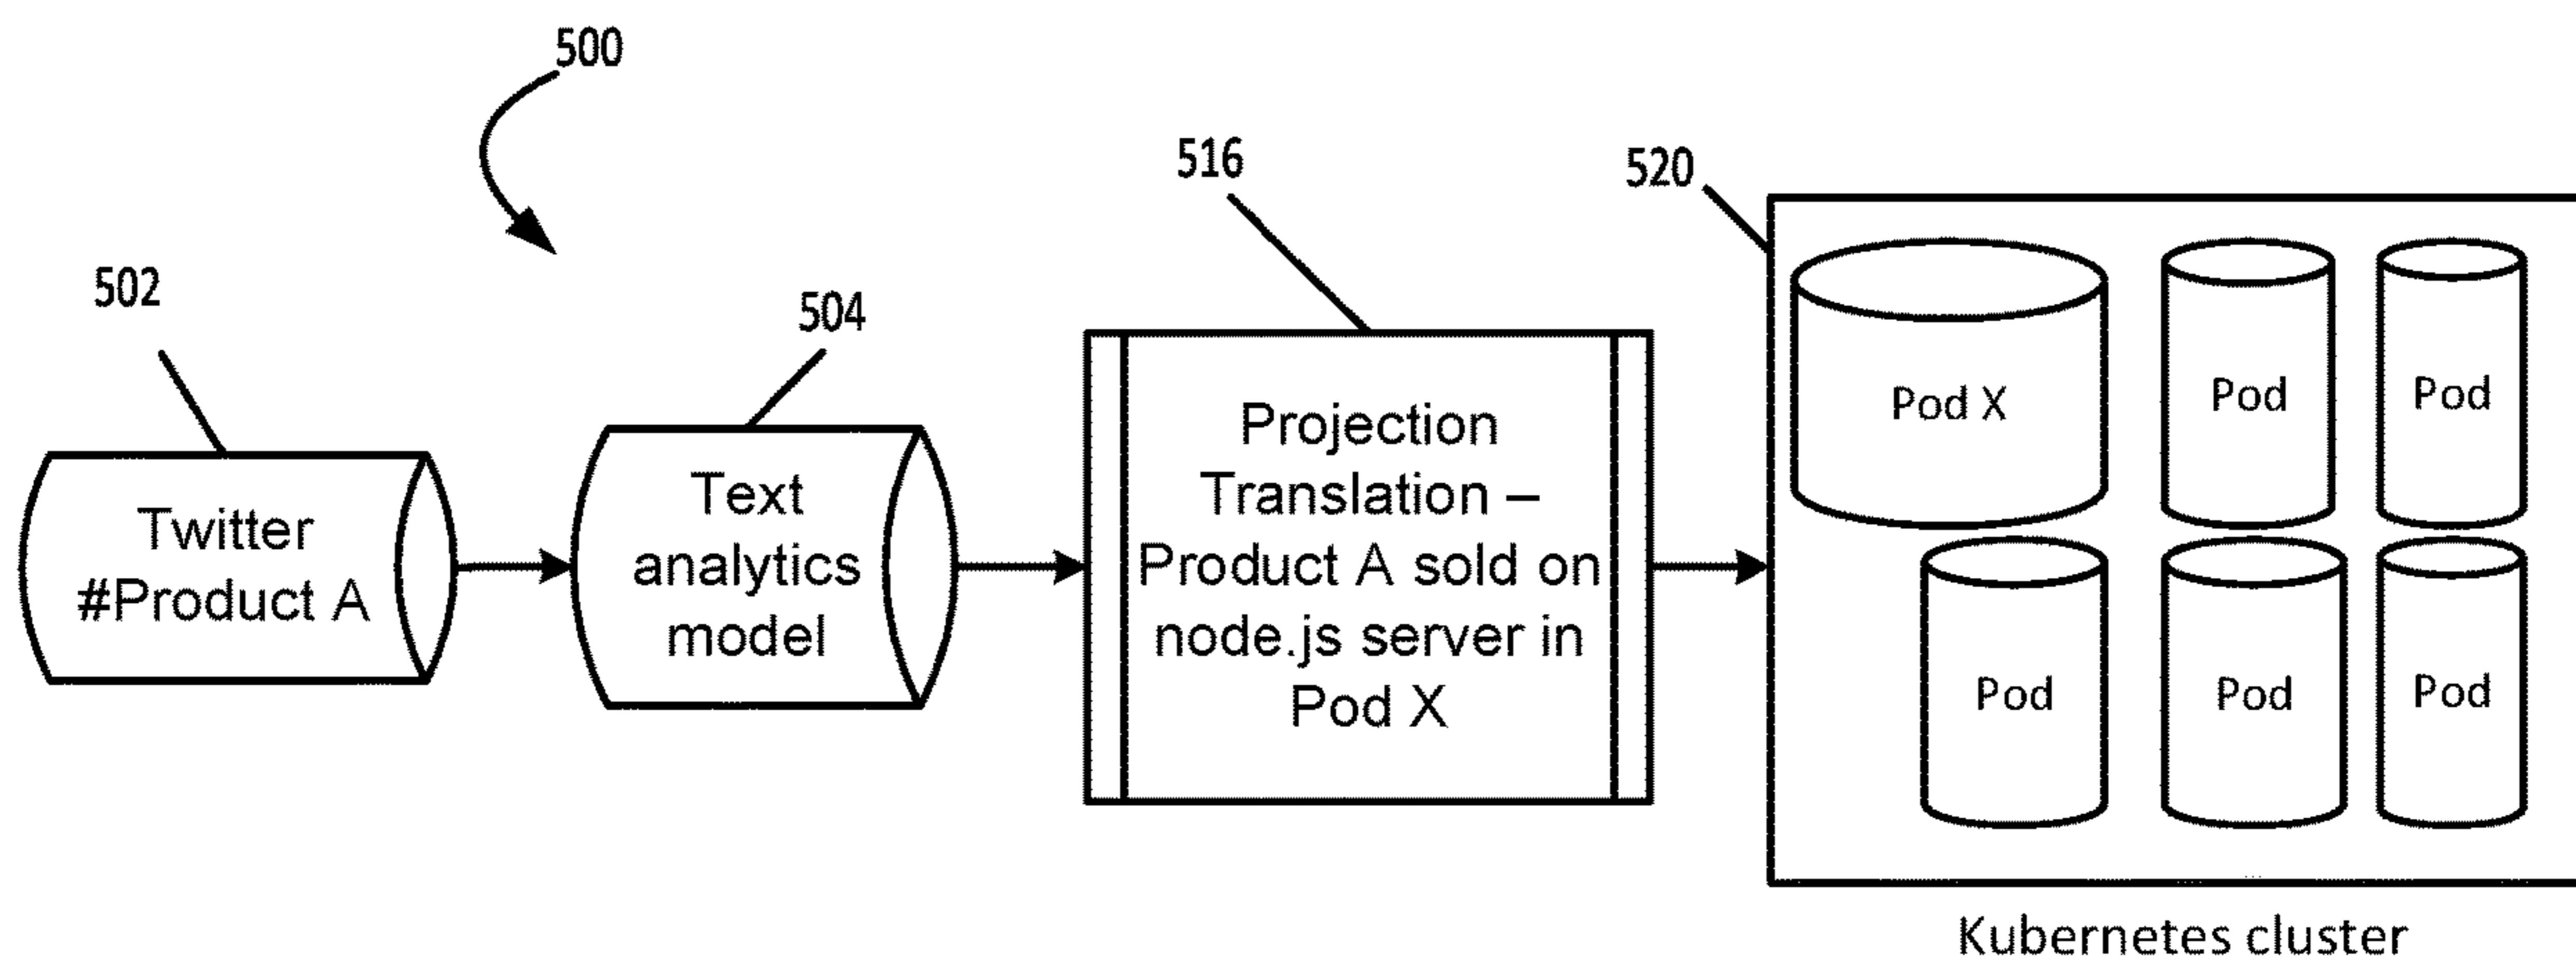 500
502
Twitter
#Product A
504
Text
analytics
model
516
Projection
Translation –
Product A sold on
node.js server in
Pod X
520
Pod X
Pod
Pod
Pod
Pod
Pod
Kubernetes cluster